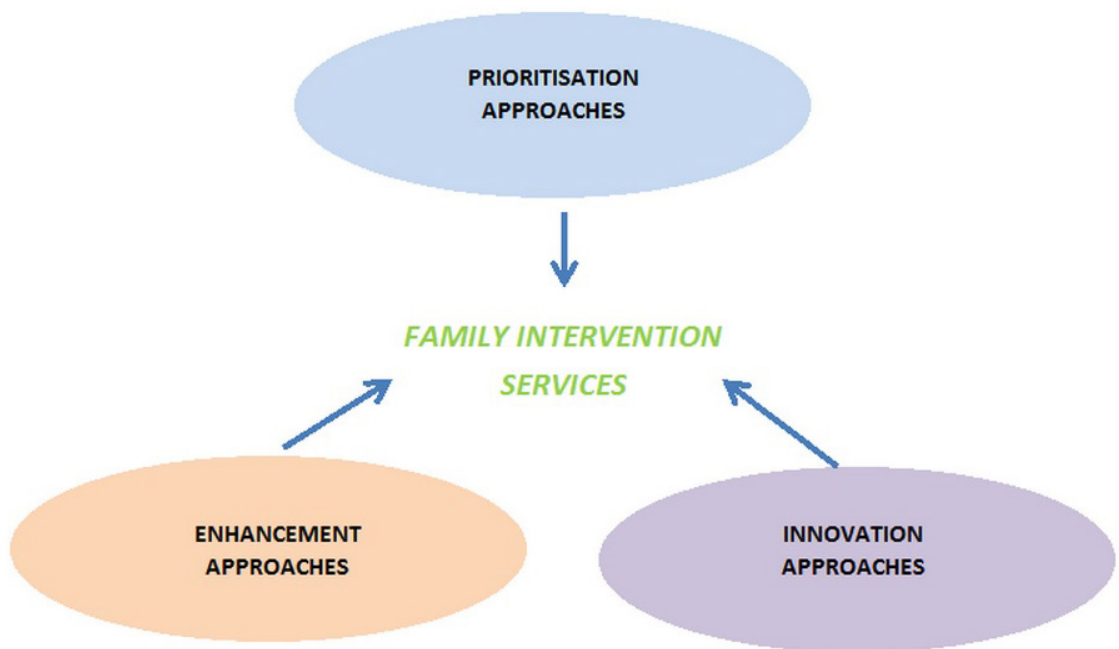 PRIORITISATION
APPROACHES
FAMILY INTERVENTION
SERVICES
ENHANCEMENT
APPROACHES
INNOVATION
APPROACHES